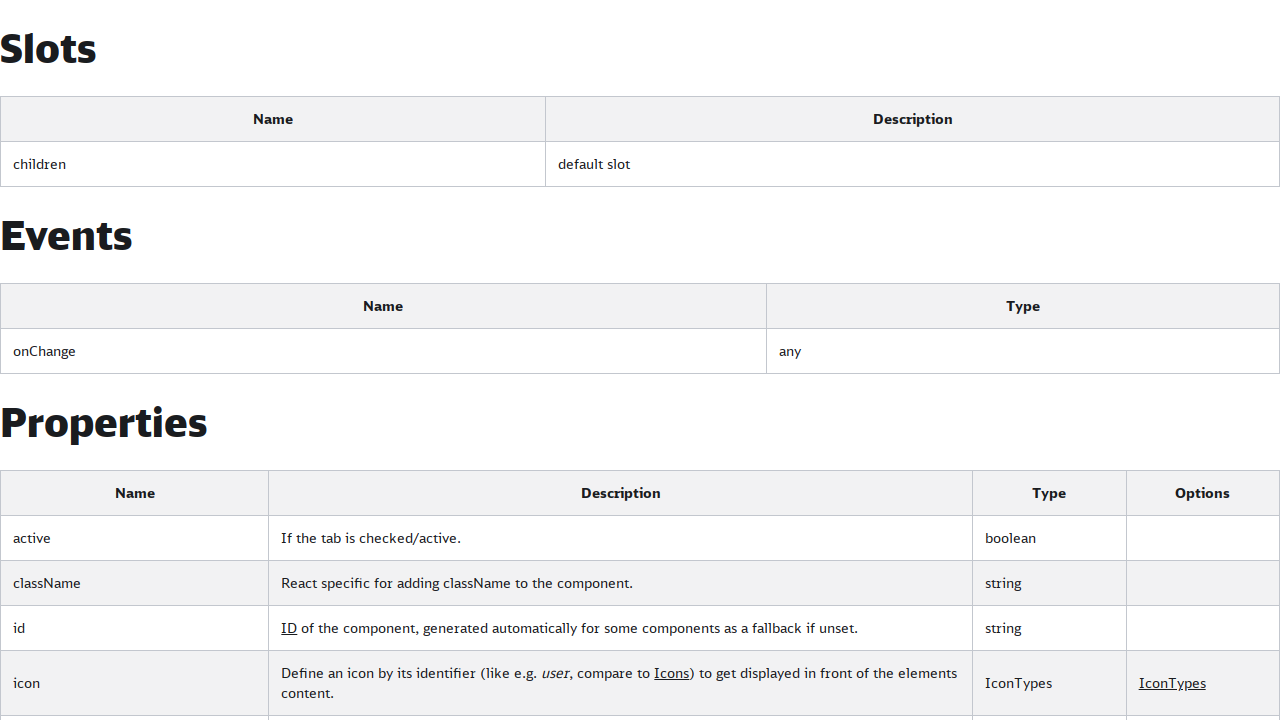 Slots
Name Description
children default slot
Events
Name Type
onChange any
Properties
Name Description Type Options
active If the tab is checked/active. boolean
className React specific for adding className to the component. string
id ID of the component, generated automatically for some components as a fallback if unset. string
icon Define an icon by its identifier (like e.g. user, compare to Icons) to get displayed in front of the elements content. IconTypes IconTypes